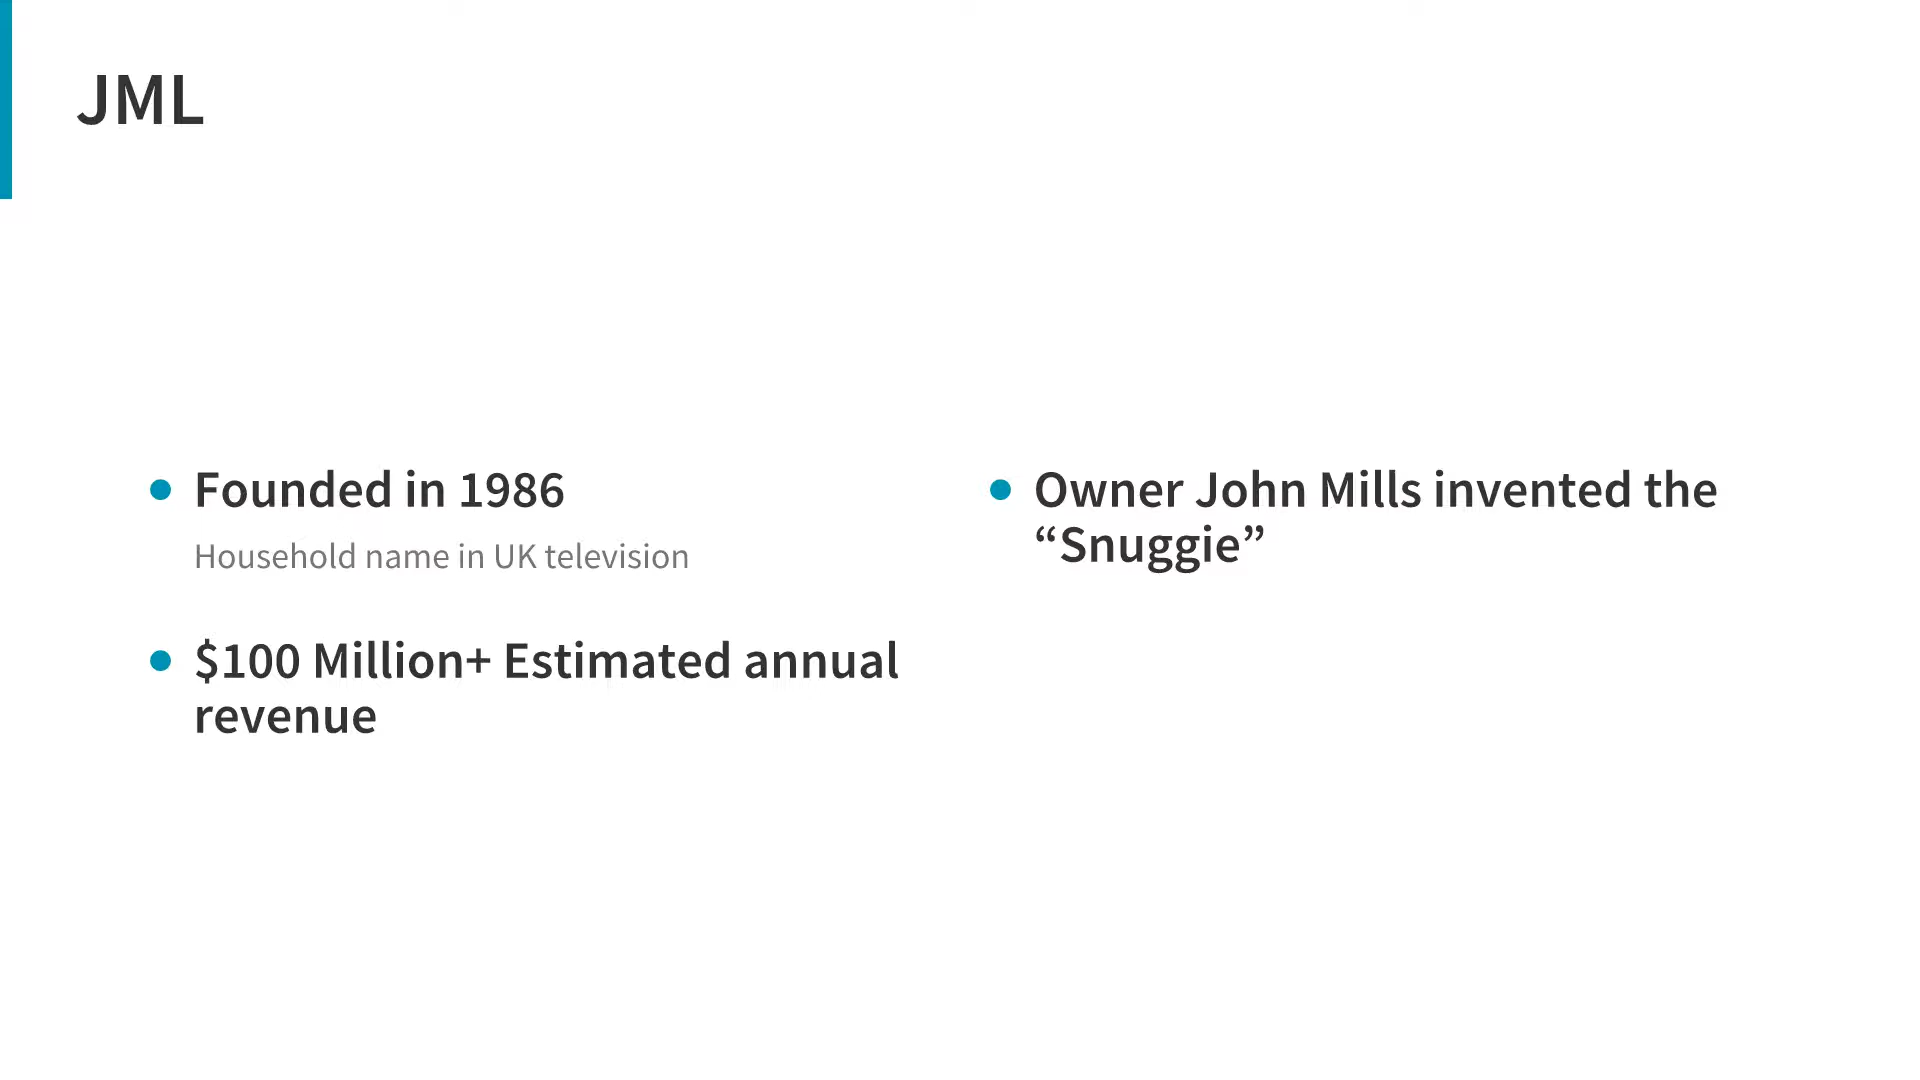 JML
Founded in 1986
Household name in UK television
$100 Million+ Estimated annual
revenue
Owner John Mills invented the
“Snuggie”